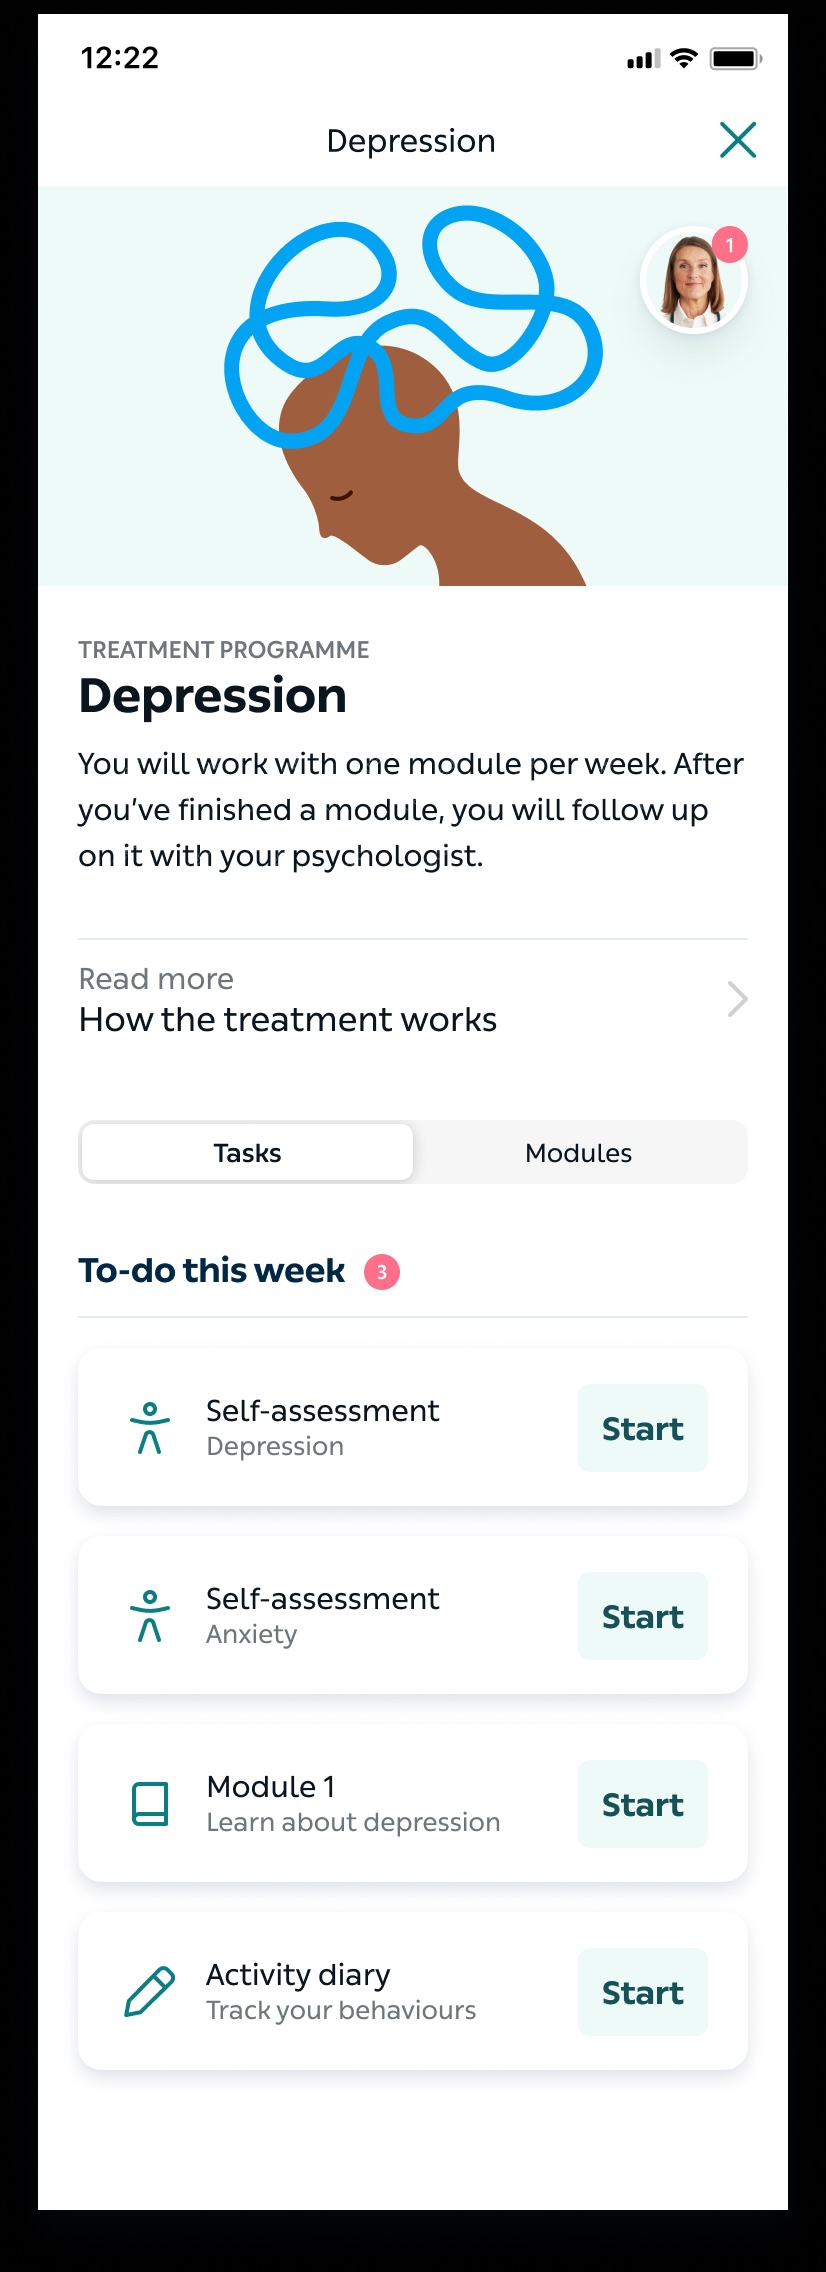 12:22
Depression
1
TREATMENT PROGRAMME
Depression
You will work with one module per week. After
you’ve finished a module, you will follow up
on it with your psychologist.
Read more
How the treatment works
Tasks
Modules
To-do this week 3
Self-assessment
Depression
Start
Self-assessment
Anxiety
Start
Module 1
Learn about depression
Start
Activity diary
Track your behaviours
Start